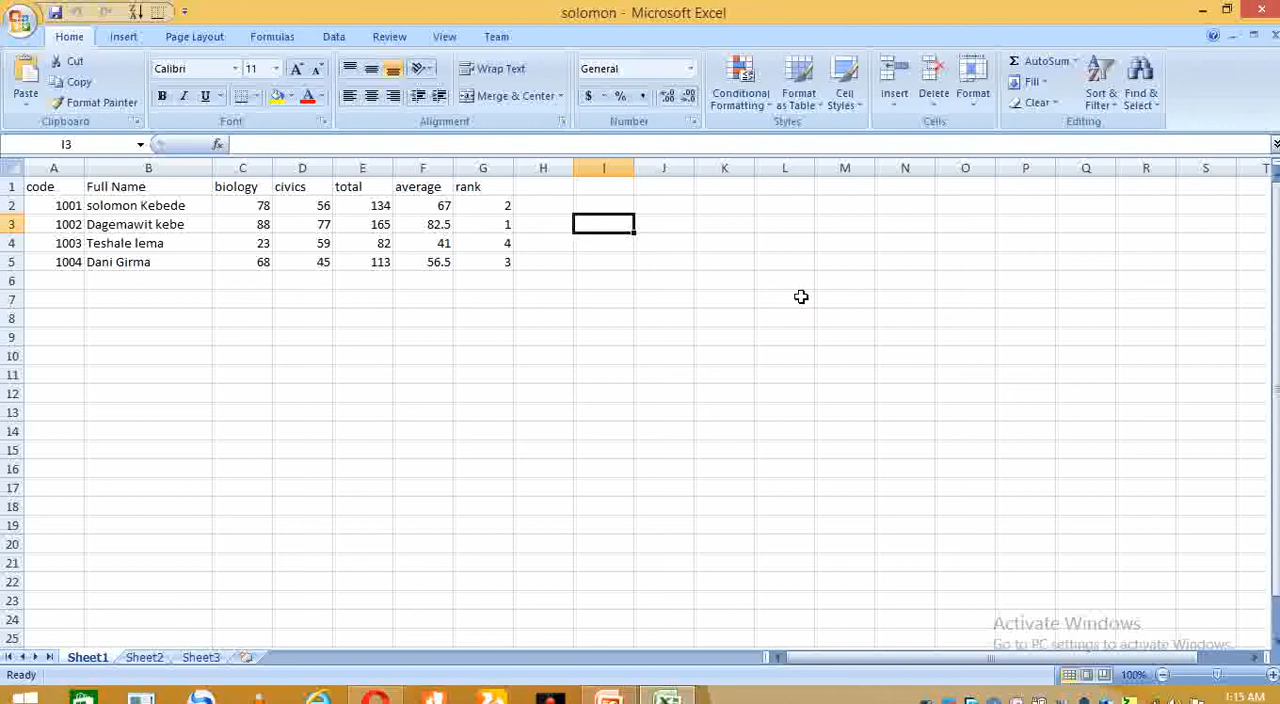 solomon - Microsoft Excel
Home Insert Page Layout Formulas Data Review View Team
Paste
Cut
Copy
Format Painter
Clipboard
Calibri 11
B I U
Font
Wrap Text
Merge & Center
Alignment
General
$ % ,
Number
Conditional Formatting
Format as Table
Cell Styles
Styles
Insert Delete Format
Cells
Σ AutoSum
Fill
Clear
Sort & Filter
Find & Select
Editing
I3 fx
A B C D E F G H I J K L M N O P Q R S T
1 code Full Name biology civics total average rank
2 1001 solomon Kebede 78 56 134 67 2
3 1002 Dagemawit kebe 88 77 165 82.5 1
4 1003 Teshale lema 23 59 82 41 4
5 1004 Dani Girma 68 45 113 56.5 3
6
7
8
9
10
11
12
13
14
15
16
17
18
19
20
21
22
23
24
25
Activate Windows
Go to PC settings to activate Windows.
Sheet1 Sheet2 Sheet3
Ready 100%
1:15 AM